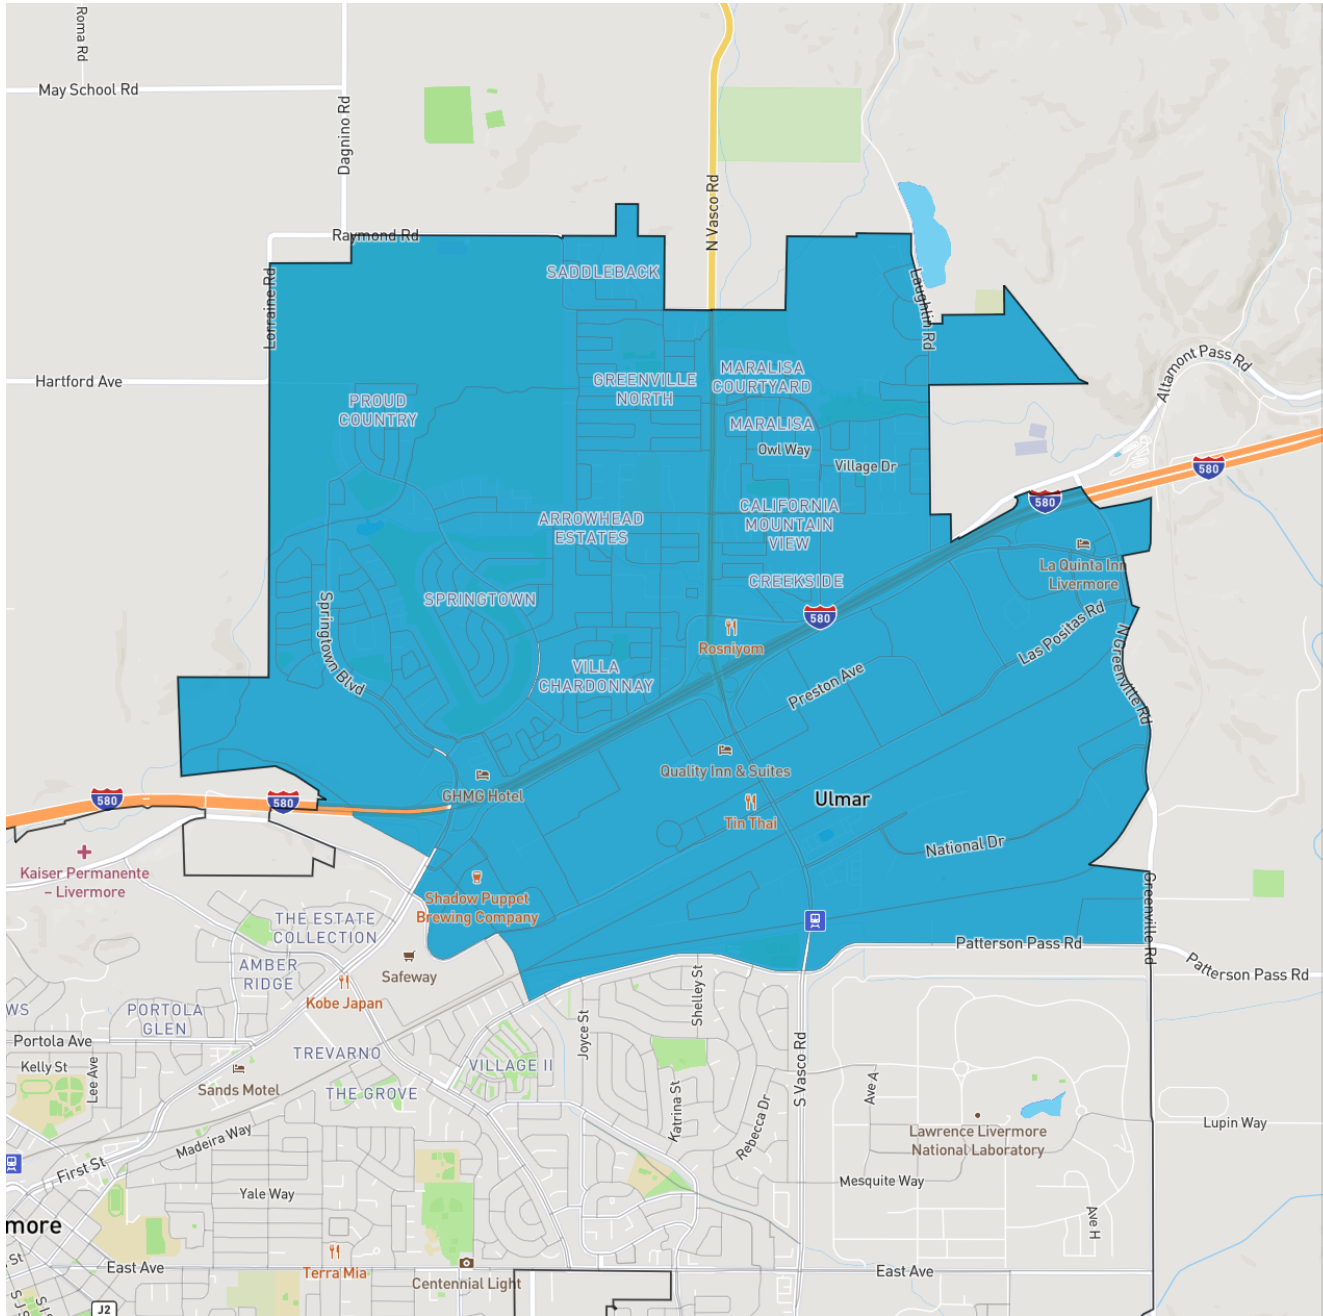 Roma Rd
May School Rd
Dagnino Rd
N Vasco Rd
Raymond Rd
SADDLEBACK
Lorraine Rd
Laughlin Rd
Altamont Pass Rd
Hartford Ave
GREENVILLE
NORTH
MARALISA
COURTYARD
PROUD
COUNTRY
MARALISA
Owl Way
Village Dr
580
580
CALIFORNIA
MOUNTAIN
VIEW
ARROWHEAD
ESTATES
La Quinta Inn
Livermore
CREEKSIDE
SPRINGTOWN
580
Las Positas Rd
Springtown Blvd
Rosniyom
N Greenville Rd
VILLA
CHARDONNAY
Preston Ave
Quality Inn & Suites
580
580
GHMG Hotel
Ulmar
Tin Thai
National Dr
Kaiser Permanente
– Livermore
Shadow Puppet
Brewing Company
Greenville Rd
THE ESTATE
COLLECTION
Patterson Pass Rd
Patterson Pass Rd
Safeway
AMBER
RIDGE
Kobe Japan
Shelley St
WS
PORTOLA
GLEN
Joyce St
Portola Ave
TREVARNO
VILLAGE II
S Vasco Rd
Kelly St
Lee Ave
Sands Motel
THE GROVE
Ave A
Katrina St
Rebecca Dr
Lupin Way
Lawrence Livermore
National Laboratory
Madeira Way
First St
Mesquite Way
Yale Way
Ave H
more
St
East Ave
Terra Mia
Centennial Light
East Ave
J2